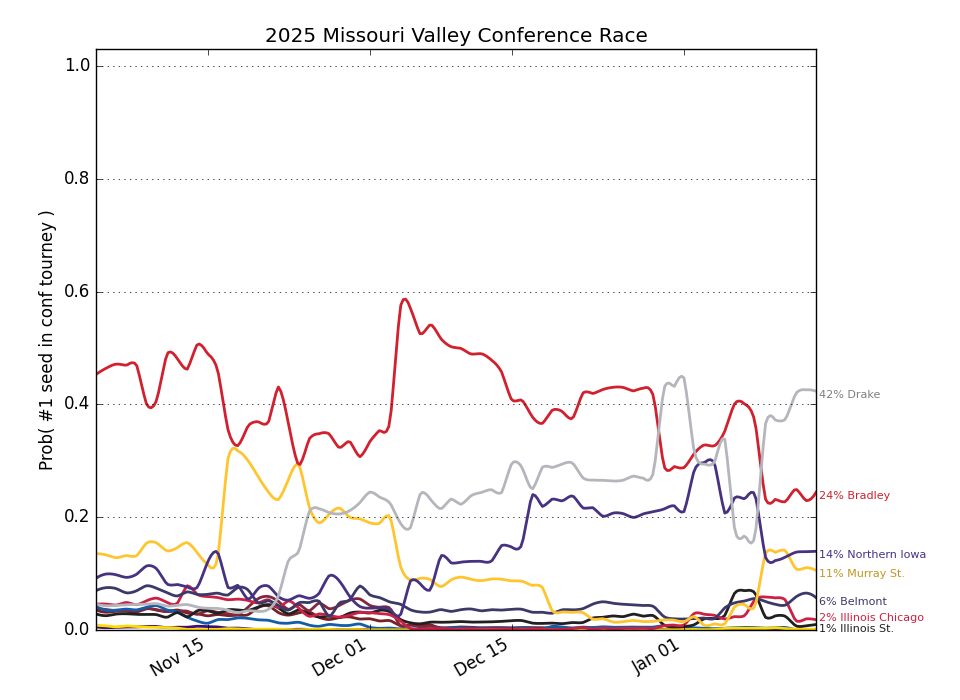 2025 Missouri Valley Conference Race
Prob( #1 seed in conf tourney )
1.0
0.8
0.6
0.4
0.2
0.0
Nov 15
Dec 01
Dec 15
Jan 01
42% Drake
24% Bradley
14% Northern Iowa
11% Murray St.
6% Belmont
2% Illinois Chicago
1% Illinois St.